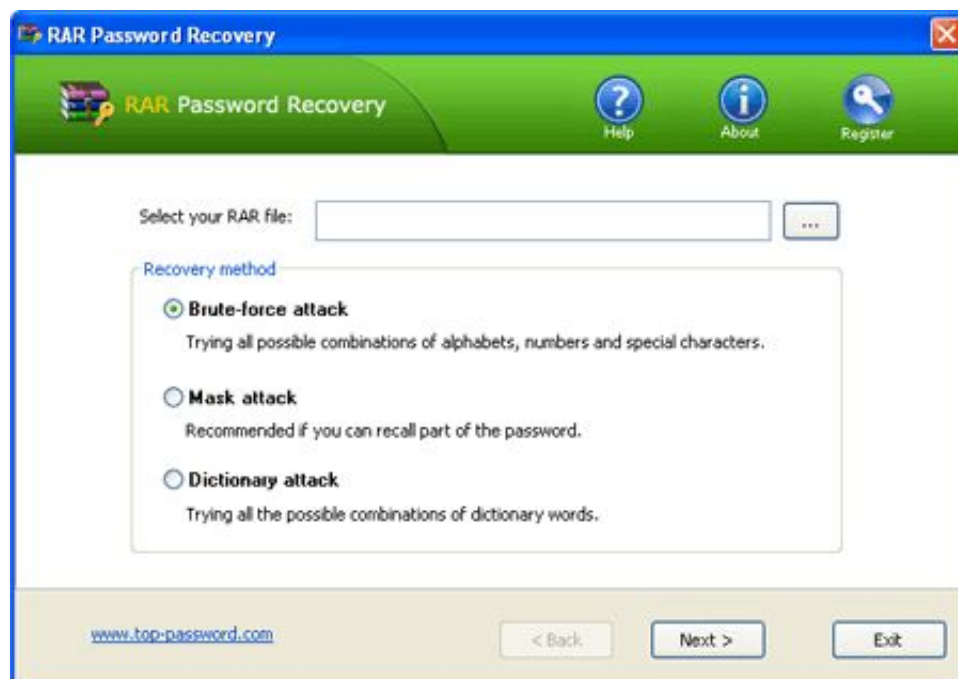 RAR Password Recovery
RAR Password Recovery
Help
About
Register
Select your RAR file:
...
Recovery method
Brute-force attack
Trying all possible combinations of alphabets, numbers and special characters.
Mask attack
Recommended if you can recall part of the password.
Dictionary attack
Trying all the possible combinations of dictionary words.
www.top-password.com
< Back
Next >
Exit